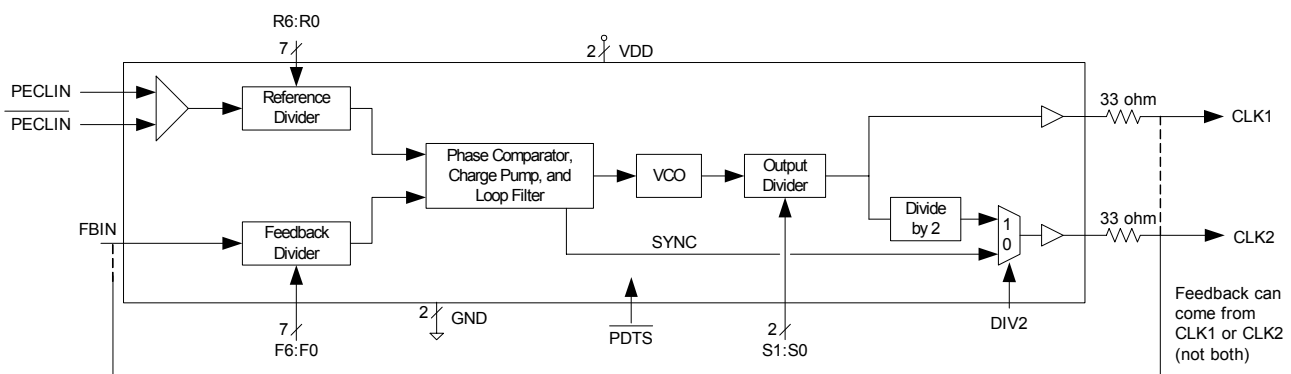 R6:R0
7
2
VDD
PECLIN
PECLIN
Reference
Divider
33 ohm
CLK1
Phase Comparator,
Charge Pump, and
Loop Filter
VCO
Output
Divider
Divide
by 2
1
0
33 ohm
CLK2
FBIN
Feedback
Divider
SYNC
2
GND
7
F6:F0
PDTS
2
S1:S0
DIV2
Feedback can
come from
CLK1 or CLK2
(not both)